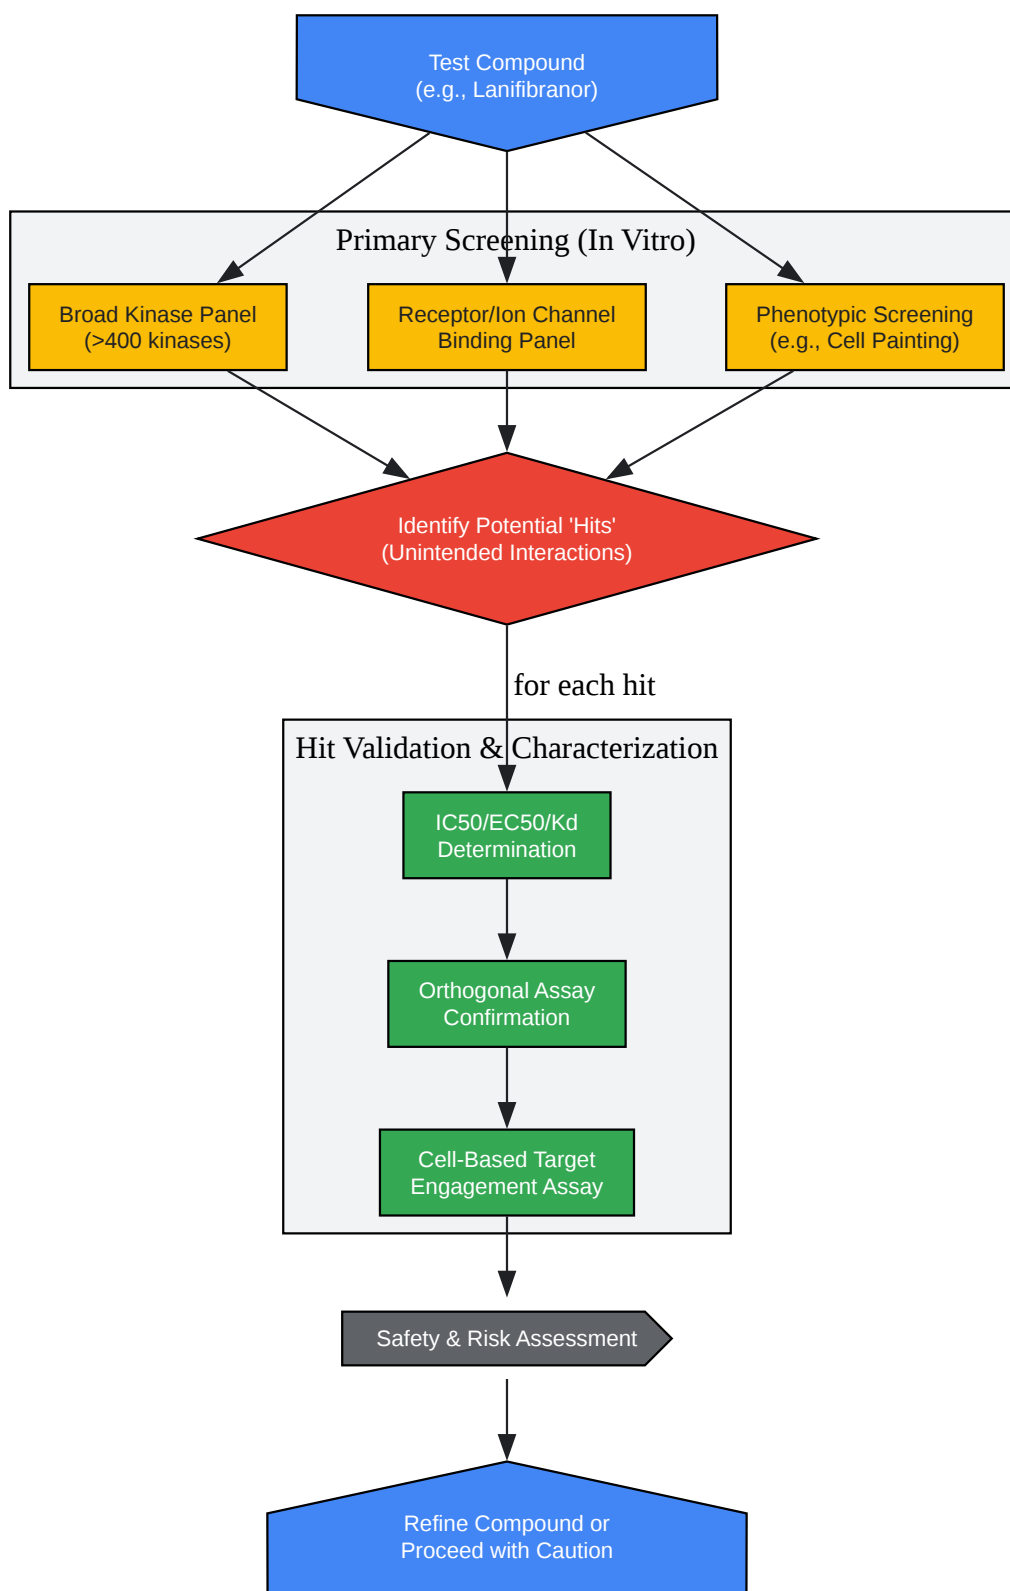 Test Compound
(e.g., Lanifibranor)
Primary Screening (In Vitro)
Broad Kinase Panel
(>400 kinases)
Receptor/Ion Channel
Binding Panel
Phenotypic Screening
(e.g., Cell Painting)
Identify Potential 'Hits'
(Unintended Interactions)
for each hit
Hit Validation & Characterization
IC50/EC50/Kd
Determination
Orthogonal Assay
Confirmation
Cell-Based Target
Engagement Assay
Safety & Risk Assessment
Refine Compound or
Proceed with Caution